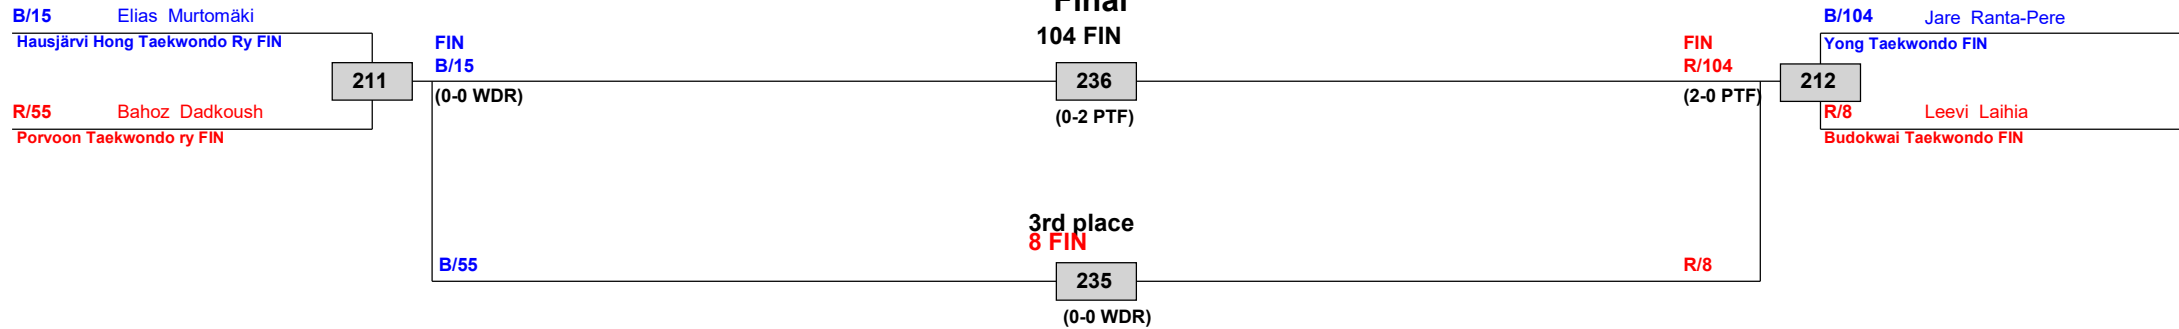 Final
104 FIN
B/15 Elias Murtomäki
Hausjärvi Hong Taekwondo Ry FIN
211
R/55 Bahoz Dadkoush
Porvoon Taekwondo ry FIN
FIN
B/15
(0-0 WDR)
236
(0-2 PTF)
FIN
R/104
(2-0 PTF)
B/104 Jare Ranta-Pere
Yong Taekwondo FIN
212
R/8 Leevi Laihia
Budokwai Taekwondo FIN
3rd place
8 FIN
B/55
235
R/8
(0-0 WDR)